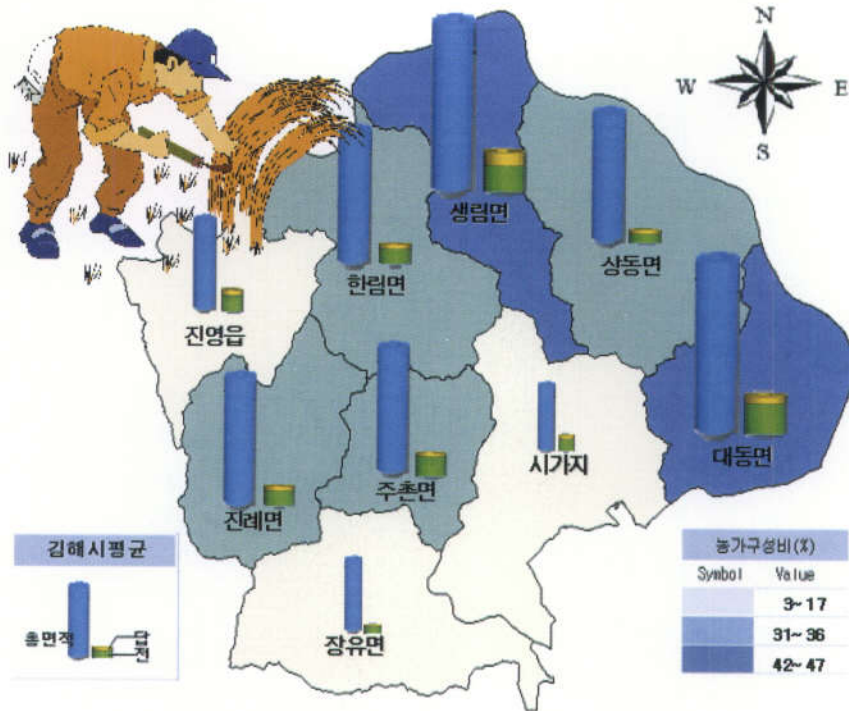 N
W
E
S
생림면
상동면
한림면
진영읍
대동면
시가지
주촌면
진례면
장유면
김해시평균
총면적
답
전
농가구성비(%)
Symbol Value
3~17
31~36
42~47